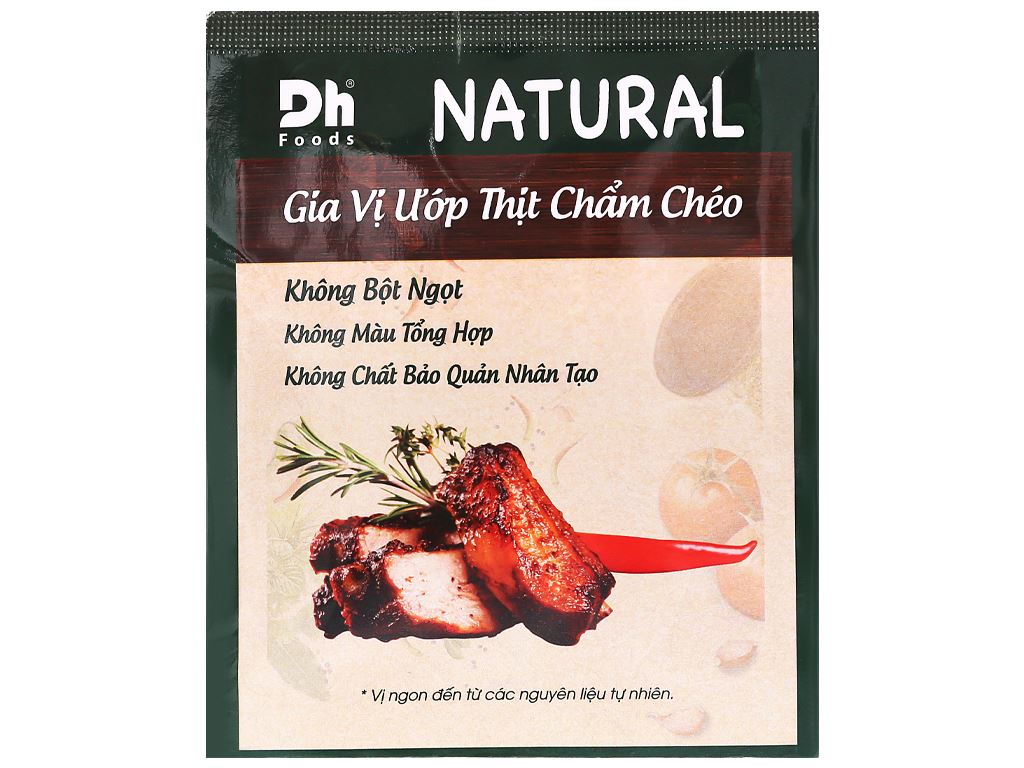 Dh®
Foods
NATURAL
Gia Vị Ướp Thịt Chẩm Chéo
Không Bột Ngọt
Không Màu Tổng Hợp
Không Chất Bảo Quản Nhân Tạo
* Vị ngon đến từ các nguyên liệu tự nhiên.